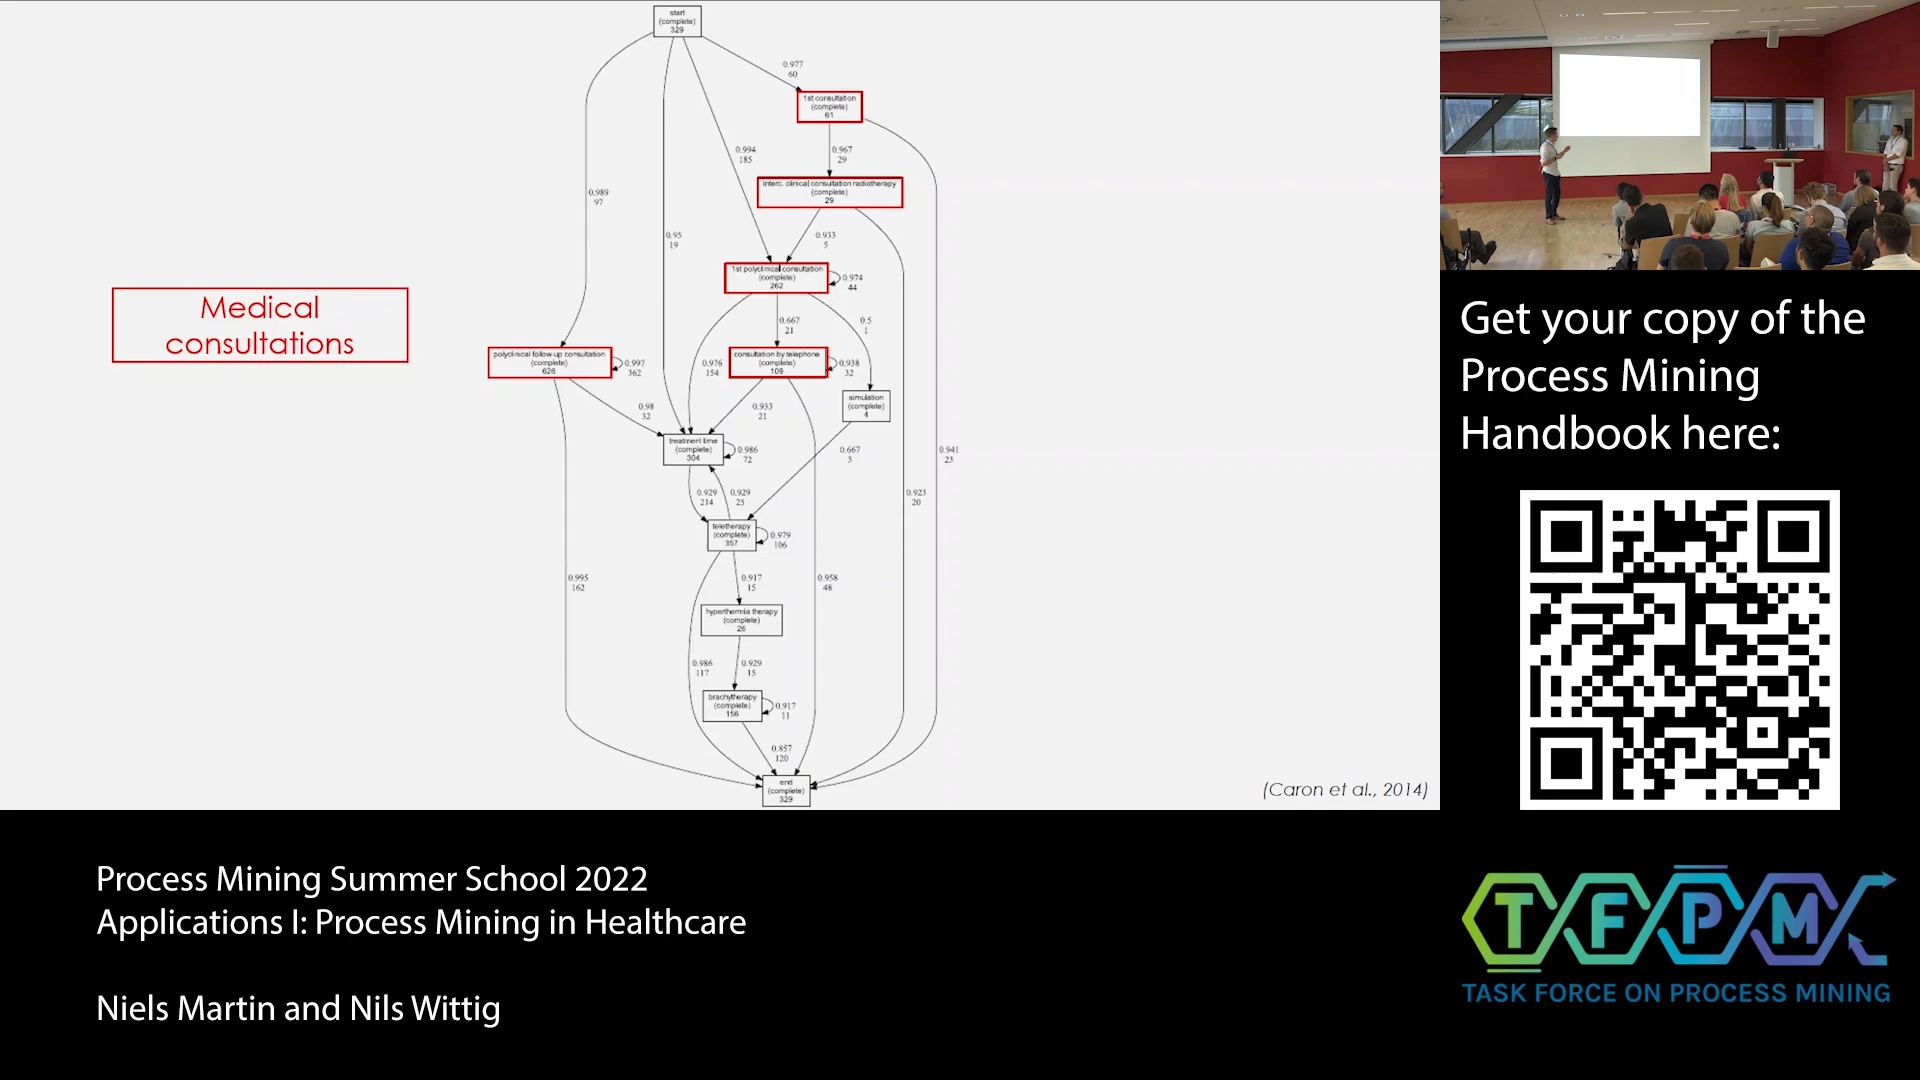 start
(complete)
329
0.977
60
1st consultation
(complete)
61
0.994
185
0.967
29
0.989
97
interc. clinical consultation radiotherapy
(complete)
29
0.95
19
0.933
5
1st polyclinical consultation
(complete)
262
0.974
44
Medical
consultations
0.667
21
0.5
1
polyclinical follow-up consultation
(complete)
626
0.997
362
0.976
154
consultation by telephone
(complete)
109
0.938
32
simulation
(complete)
4
0.98
32
0.933
21
treatment time
(complete)
304
0.986
72
0.667
3
0.941
23
0.929
214
0.929
25
0.923
20
teletherapy
(complete)
357
0.979
106
0.995
162
0.917
15
0.958
48
hyperthermia therapy
(complete)
26
0.986
117
0.929
15
brachytherapy
(complete)
156
0.917
11
0.857
120
end
(complete)
329
(Caron et al., 2014)
Get your copy of the
Process Mining
Handbook here:
Process Mining Summer School 2022
Applications I: Process Mining in Healthcare
Niels Martin and Nils Wittig
TFPM
TASK FORCE ON PROCESS MINING